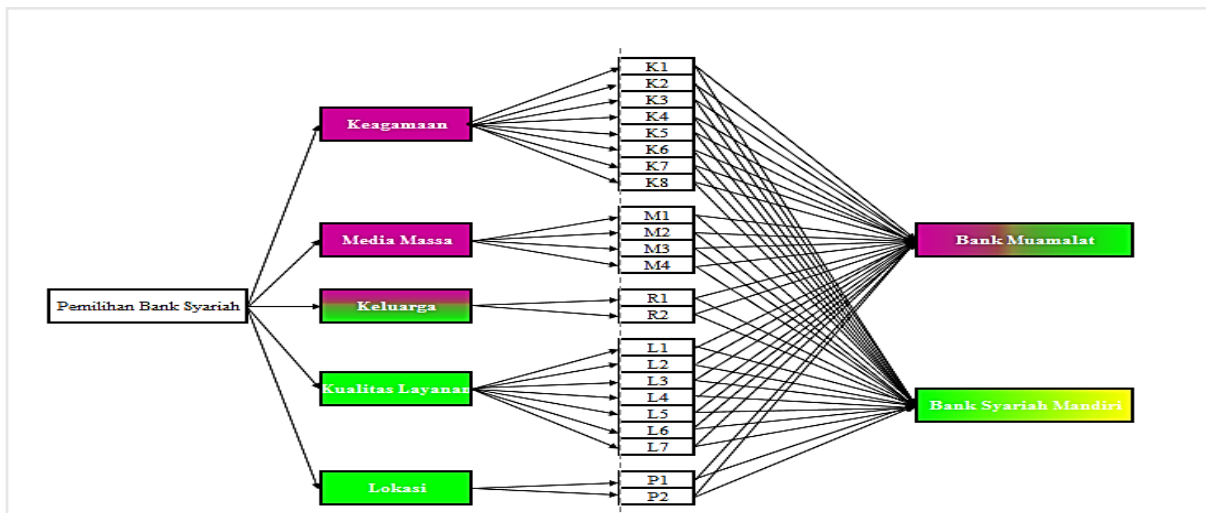 Pemilihan Bank Syariah
Keagamaan
Media Massa
Keluarga
Kualitas Layanan
Lokasi
K1
K2
K3
K4
K5
K6
K7
K8
M1
M2
M3
M4
R1
R2
L1
L2
L3
L4
L5
L6
L7
P1
P2
Bank Muamalat
Bank Syariah Mandiri